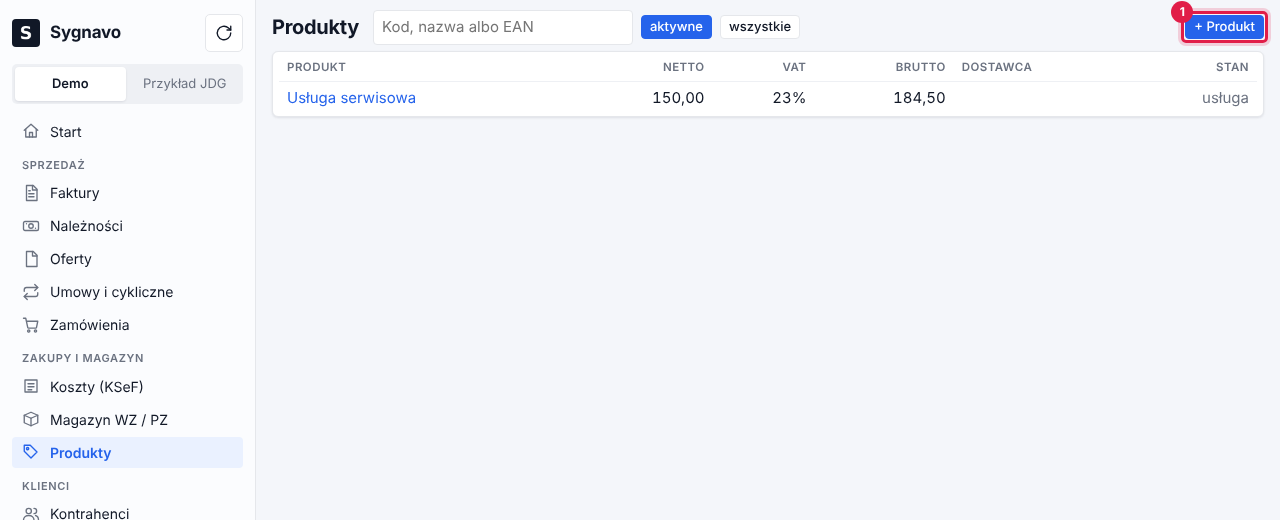 S Sygnavo
Demo Przykład JDG
Start
SPRZEDAŻ
Faktury
Należności
Oferty
Umowy i cykliczne
Zamówienia
ZAKUPY I MAGAZYN
Koszty (KSeF)
Magazyn WZ / PZ
Produkty
KLIENCI
Kontrahenci
Produkty Kod, nazwa albo EAN aktywne wszystkie 1 + Produkt
PRODUKT NETTO VAT BRUTTO DOSTAWCA STAN
Usługa serwisowa 150,00 23% 184,50 usługa